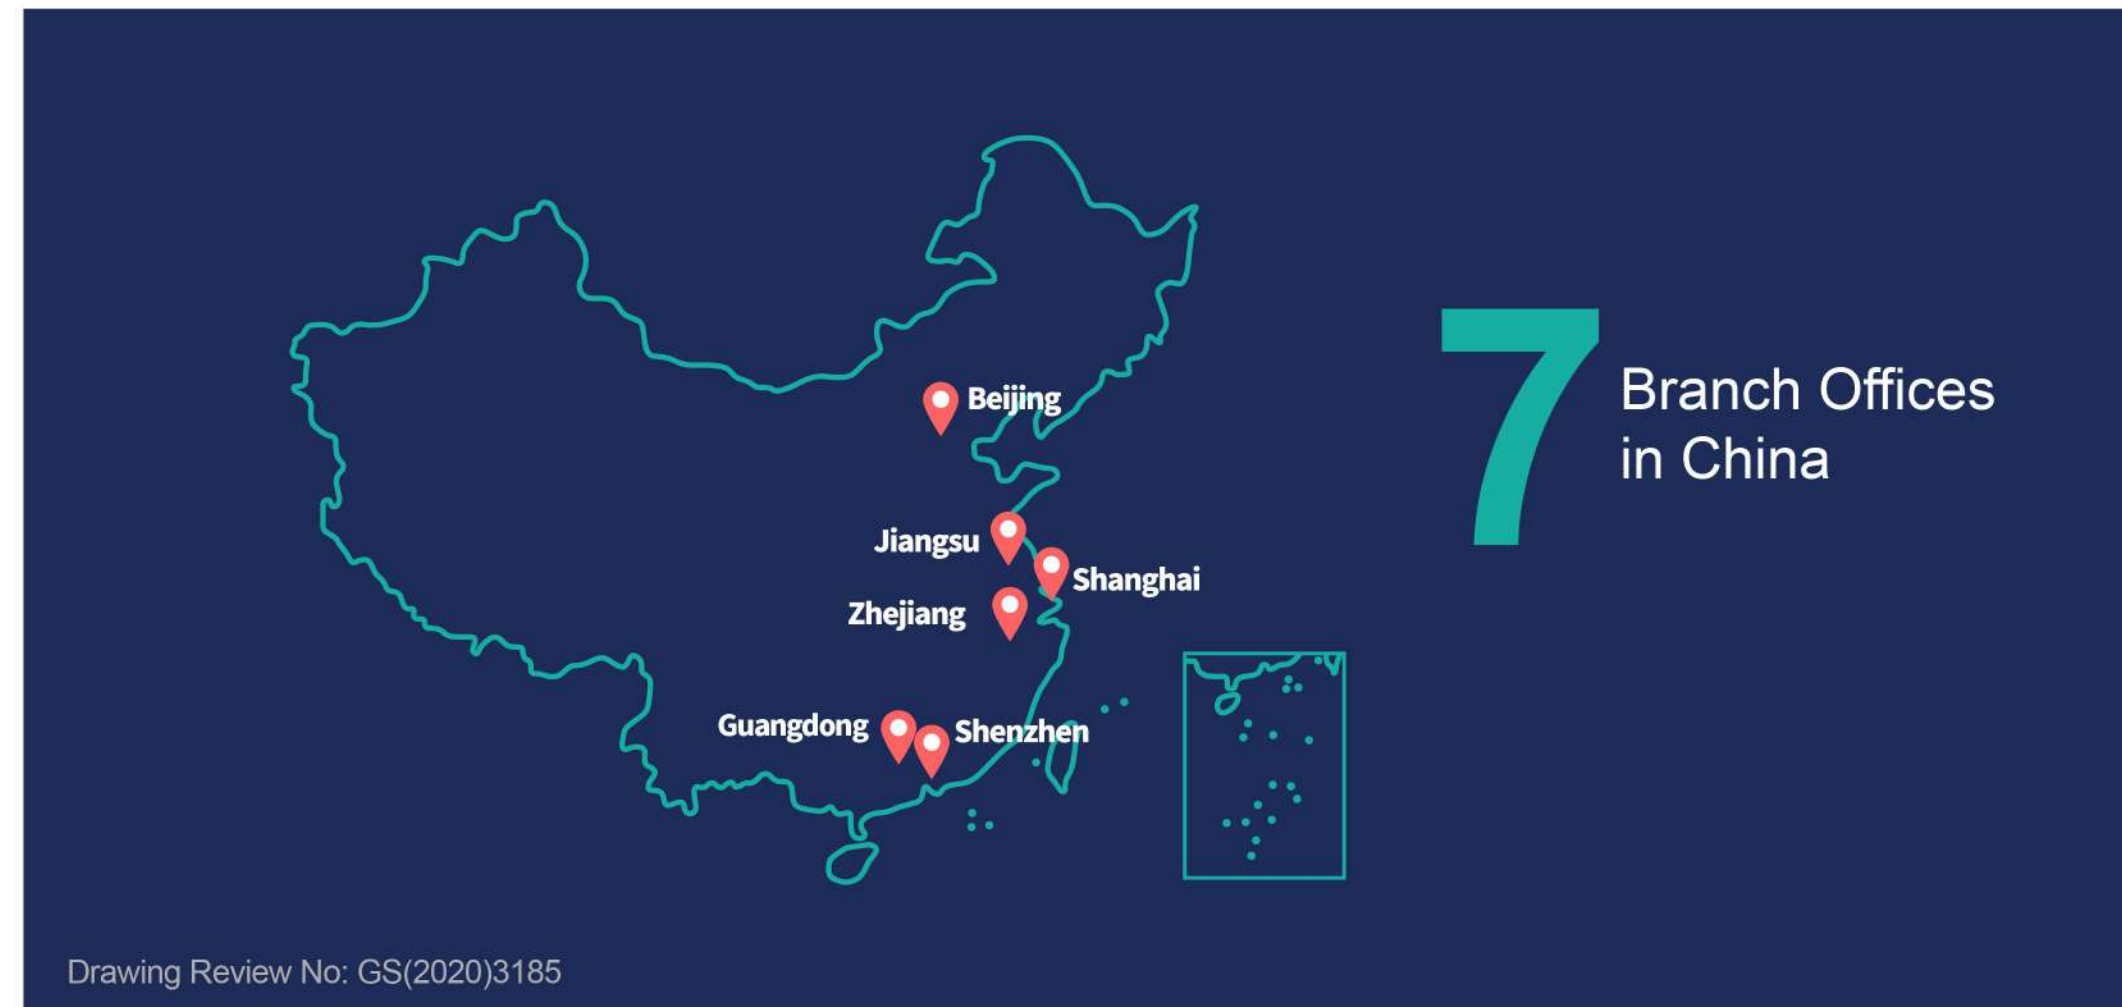 Beijing
Jiangsu
Shanghai
Zhejiang
Guangdong
Shenzhen
7
Branch Offices
in China
Drawing Review No: GS(2020)3185